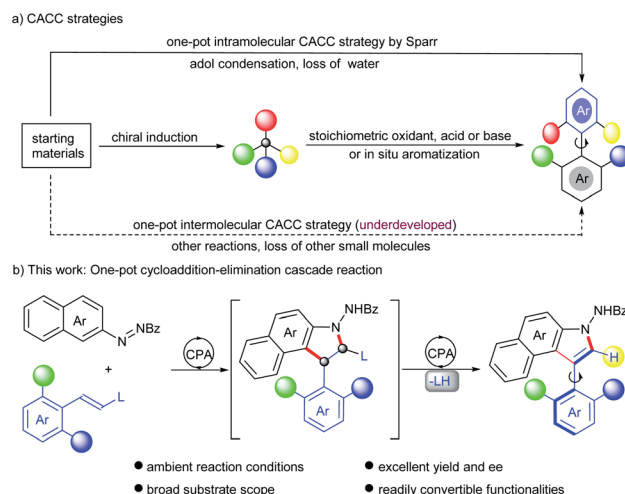 a) CACC strategies
one-pot intramolecular CACC strategy by Sparr
adol condensation, loss of water
Ar
starting
materials
chiral induction
stoichiometric oxidant, acid or base
or in situ aromatization
Ar
one-pot intermolecular CACC strategy (underdeveloped)
other reactions, loss of other small molecules
b) This work: One-pot cycloaddition-elimination cascade reaction
Ar
N=N
NBz
+
L
Ar
CPA
NHBz
N
Ar
L
Ar
CPA
-LH
NHBz
N
Ar
H
Ar
● ambient reaction conditions
● excellent yield and ee
● broad substrate scope
● readily convertible functionalities